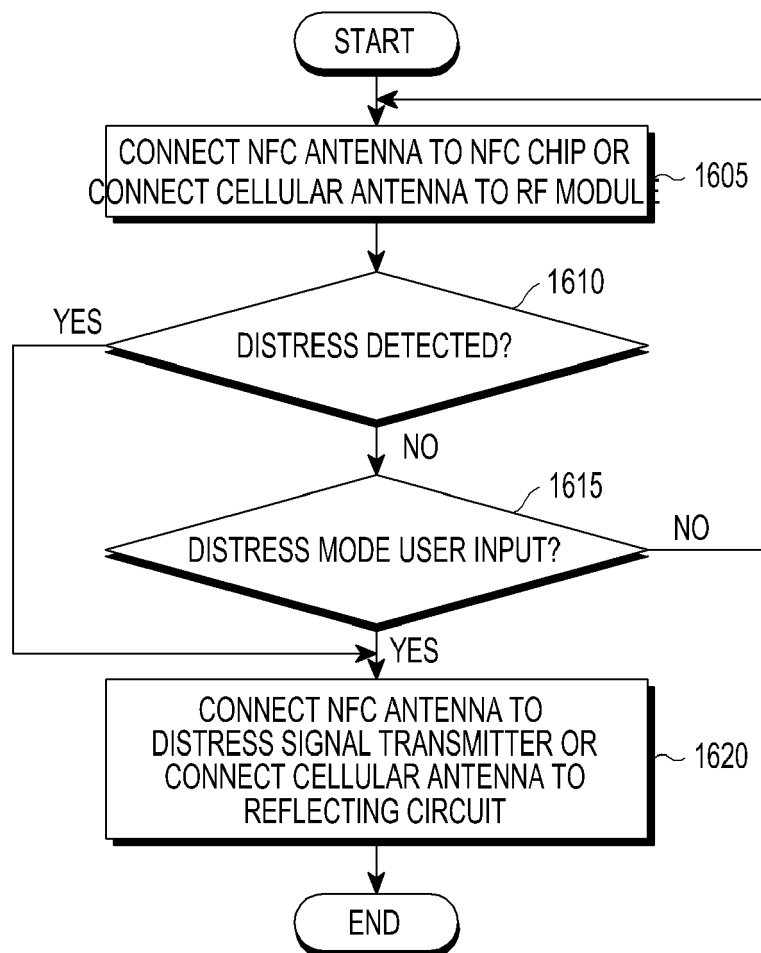 START
CONNECT NFC ANTENNA TO NFC CHIP OR
CONNECT CELLULAR ANTENNA TO RF MODULE
1605
1610
YES
DISTRESS DETECTED?
NO
1615
DISTRESS MODE USER INPUT?
NO
YES
CONNECT NFC ANTENNA TO
DISTRESS SIGNAL TRANSMITTER OR
CONNECT CELLULAR ANTENNA TO
REFLECTING CIRCUIT
1620
END